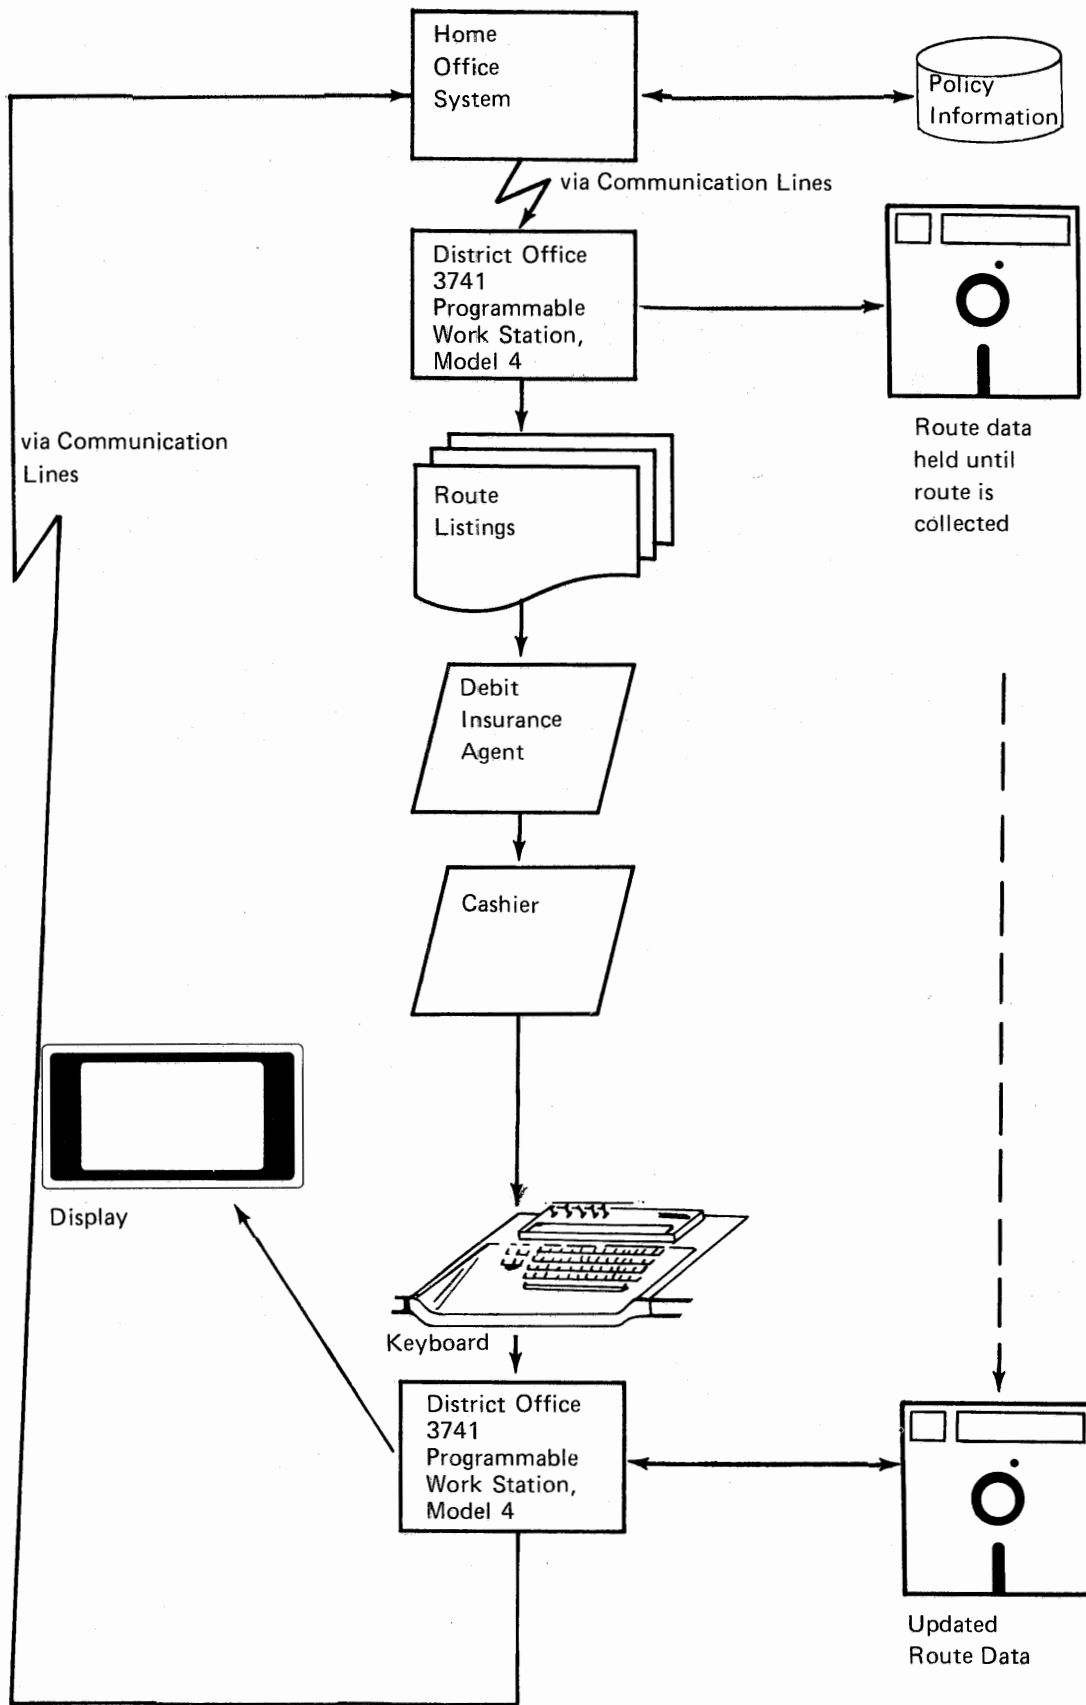 Home
Office
System
Policy
Information
via Communication Lines
District Office
3741
Programmable
Work Station,
Model 4
Route data
held until
route is
collected
via Communication
Lines
Route
Listings
Debit
Insurance
Agent
Cashier
Display
Keyboard
District Office
3741
Programmable
Work Station,
Model 4
Updated
Route Data